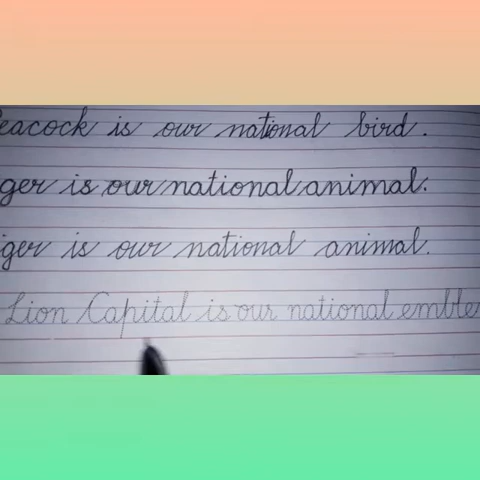 eacock is our national bird.
ger is our national animal.
iger is our national animal.
Lion Capital is our national emble